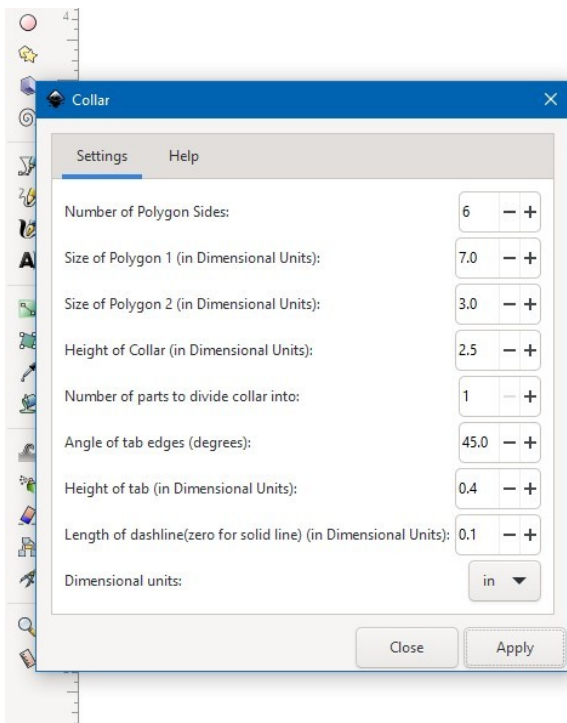 4
Collar
Settings Help
Number of Polygon Sides: 6
Size of Polygon 1 (in Dimensional Units): 7.0
Size of Polygon 2 (in Dimensional Units): 3.0
Height of Collar (in Dimensional Units): 2.5
Number of parts to divide collar into: 1
Angle of tab edges (degrees): 45.0
Height of tab (in Dimensional Units): 0.4
Length of dashline(zero for solid line) (in Dimensional Units): 0.1
Dimensional units: in
Close Apply